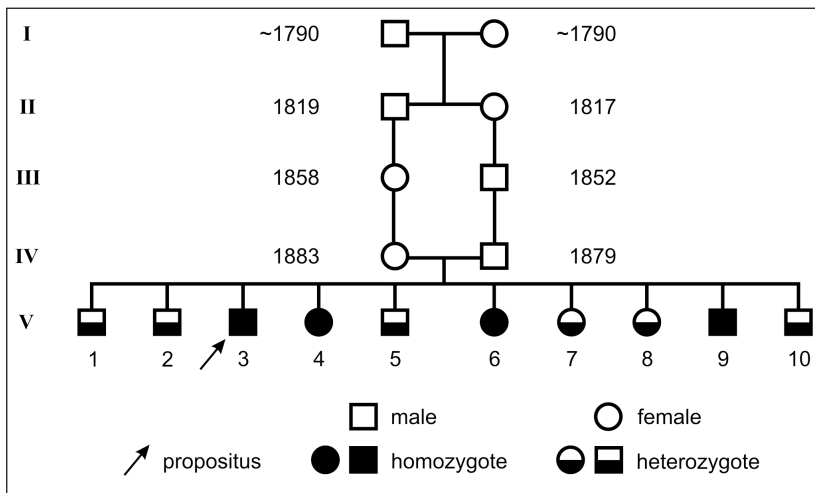 I ~1790 ~1790
II 1819 1817
III 1858 1852
IV 1883 1879
V
1 2 3 4 5 6 7 8 9 10
male female
propositus homozygote heterozygote